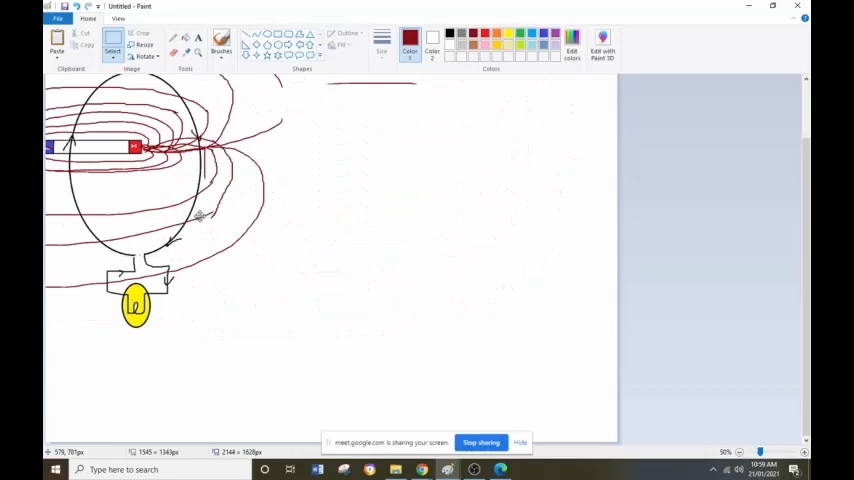 Untitled - Paint
File
Home
View
Paste
Cut
Copy
Clipboard
Select
Crop
Resize
Rotate
Image
Tools
Brushes
Outline
Fill
Shapes
Size
Color 1
Color 2
Edit colors
Edit with Paint 3D
Colors
meet.google.com is sharing your screen.
Stop sharing
Hide
579, 781px
1545 × 1343px
2144 × 1628px
50%
Type here to search
10:59 AM
21/01/2021